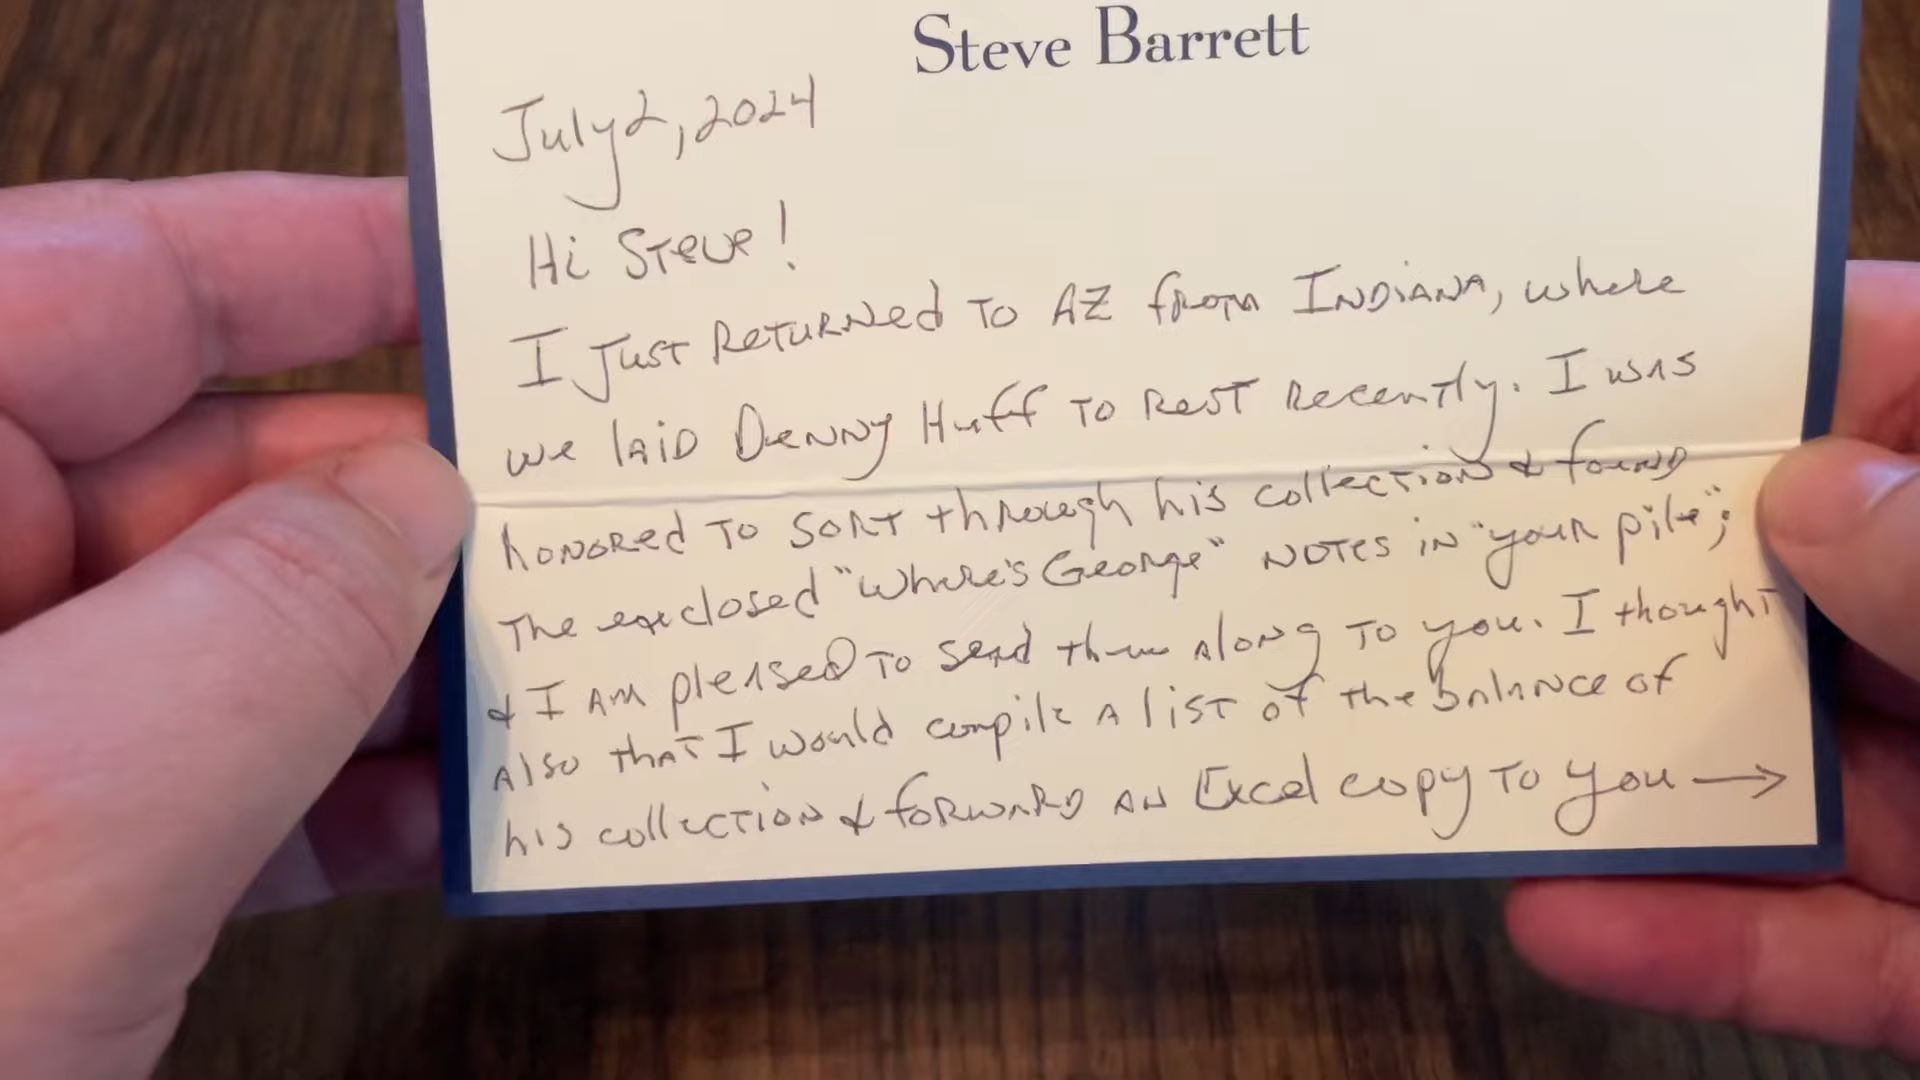 Steve Barrett
July 2, 2024
Hi Steve!
I just returned to AZ from Indiana, where
we laid Denny Huff to rest recently. I was
honored to sort through his collection & found
the enclosed "Where's George" notes in "your pile";
& I am pleased to send them along to you. I thought
also that I would compile a list of the balance of
his collection & forward an Excel copy to you →